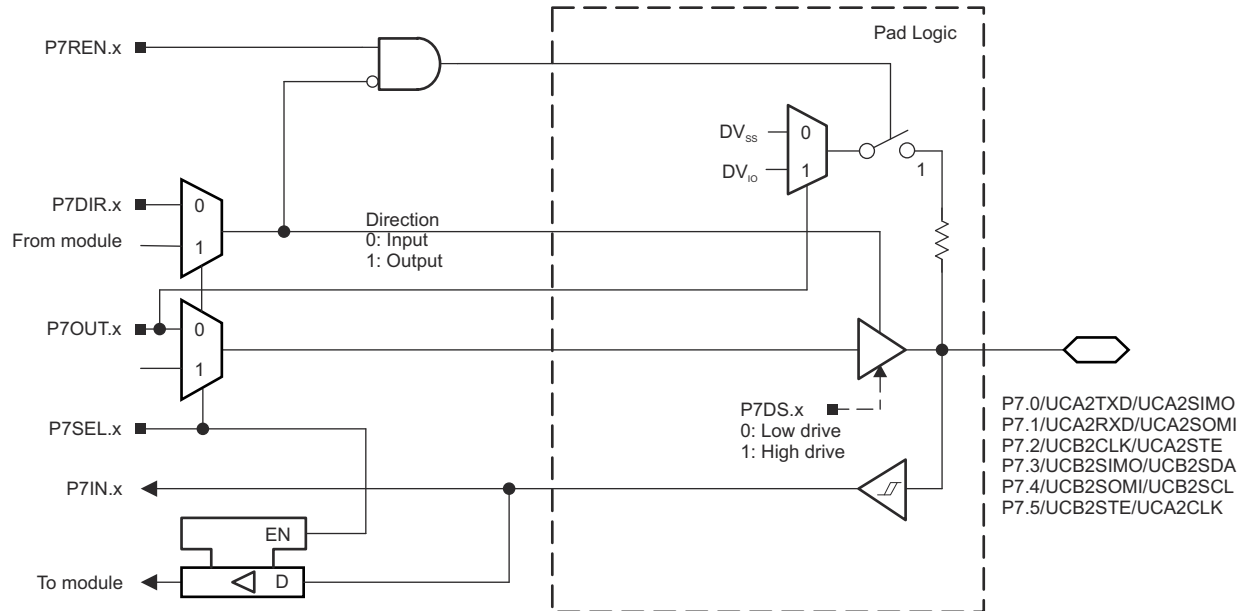 Pad Logic
P7REN.x
DV_SS
0
DV_IO
1
1
P7DIR.x
0
From module
1
Direction
0: Input
1: Output
P7OUT.x
0
1
P7DS.x
0: Low drive
1: High drive
P7SEL.x
P7.0/UCA2TXD/UCA2SIMO
P7.1/UCA2RXD/UCA2SOMI
P7.2/UCB2CLK/UCA2STE
P7.3/UCB2SIMO/UCB2SDA
P7.4/UCB2SOMI/UCB2SCL
P7.5/UCB2STE/UCA2CLK
P7IN.x
EN
To module
D